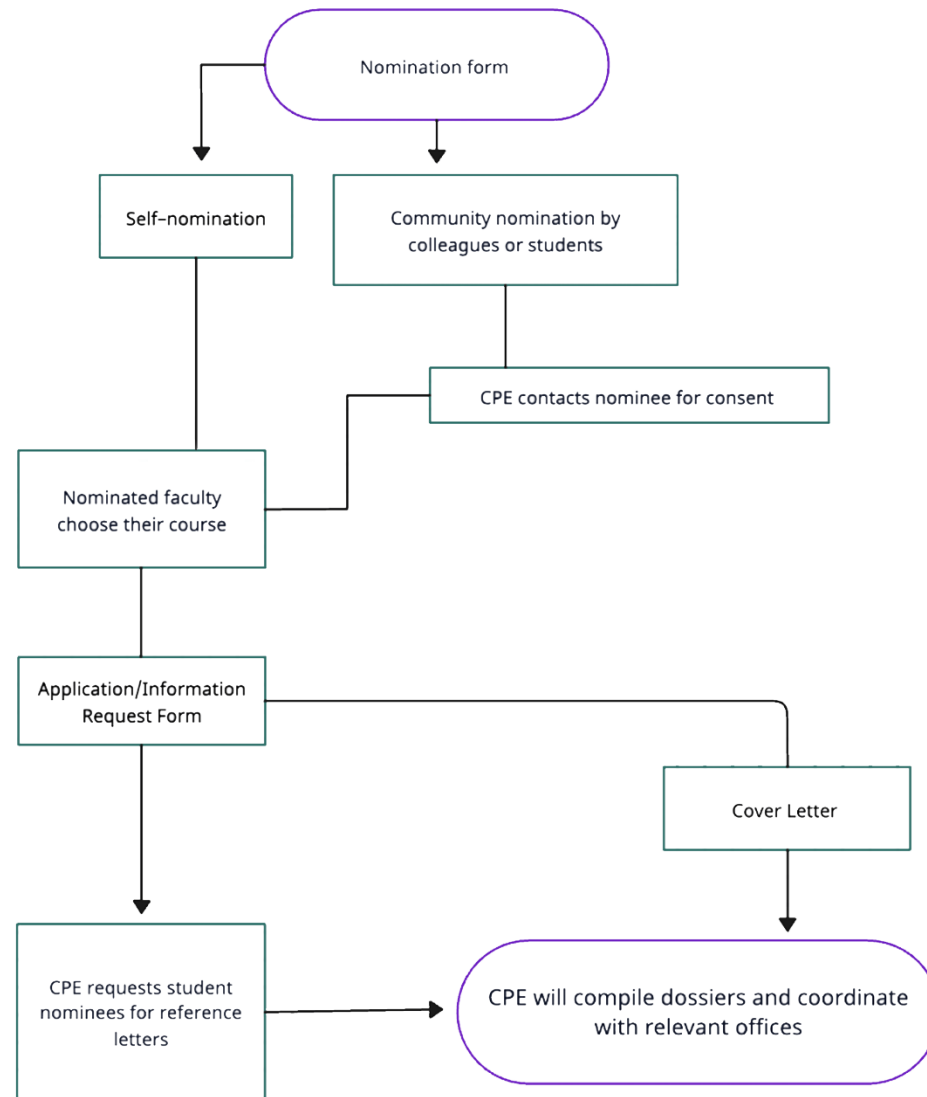 Nomination form
Self-nomination
Community nomination by
colleagues or students
CPE contacts nominee for consent
Nominated faculty
choose their course
Application/Information
Request Form
Cover Letter
CPE requests student
nominees for reference
letters
CPE will compile dossiers and coordinate
with relevant offices